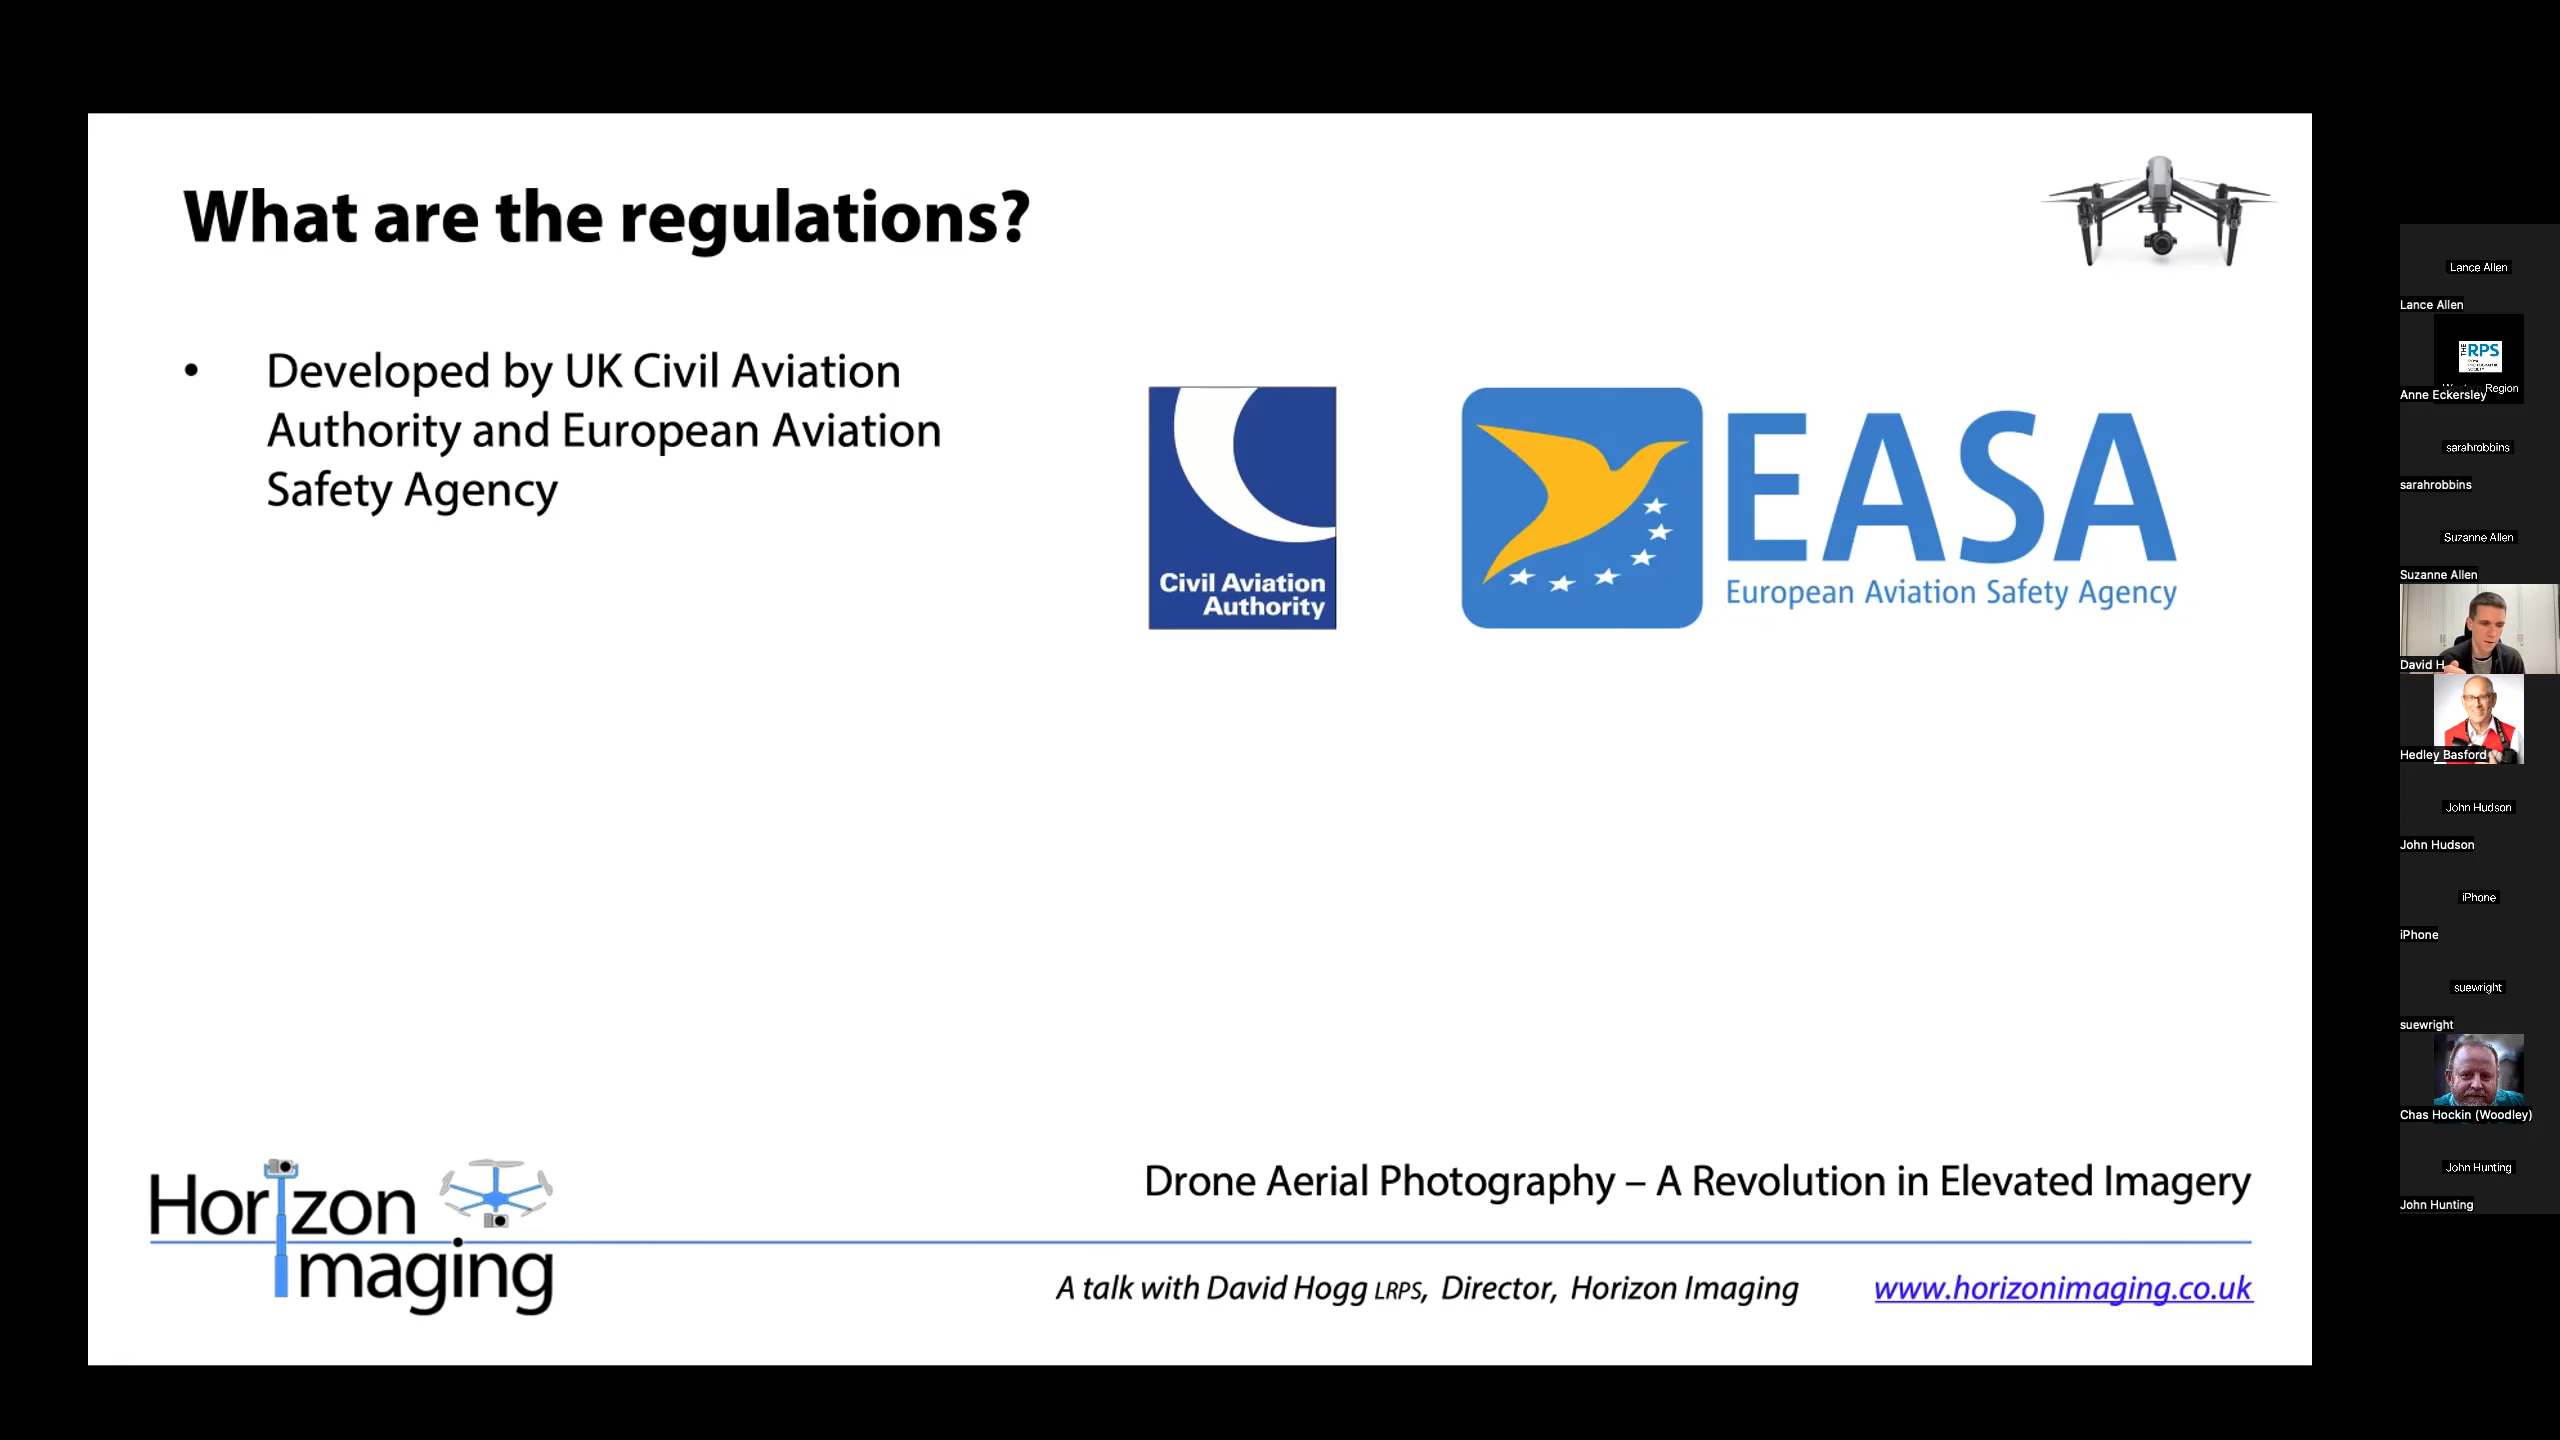 What are the regulations?
• Developed by UK Civil Aviation
Authority and European Aviation
Safety Agency
Civil Aviation
Authority
EASA
European Aviation Safety Agency
Horizon
Imaging
Drone Aerial Photography – A Revolution in Elevated Imagery
A talk with David Hogg LRPS, Director, Horizon Imaging
www.horizonimaging.co.uk
Lance Allen
Lance Allen
THE RPS
Region
Anne Eckersley
sarahrobbins
sarahrobbins
Suzanne Allen
Suzanne Allen
David H
Hedley Basford
John Hudson
John Hudson
iPhone
iPhone
suewright
suewright
Chas Hockin (Woodley)
John Hunting
John Hunting